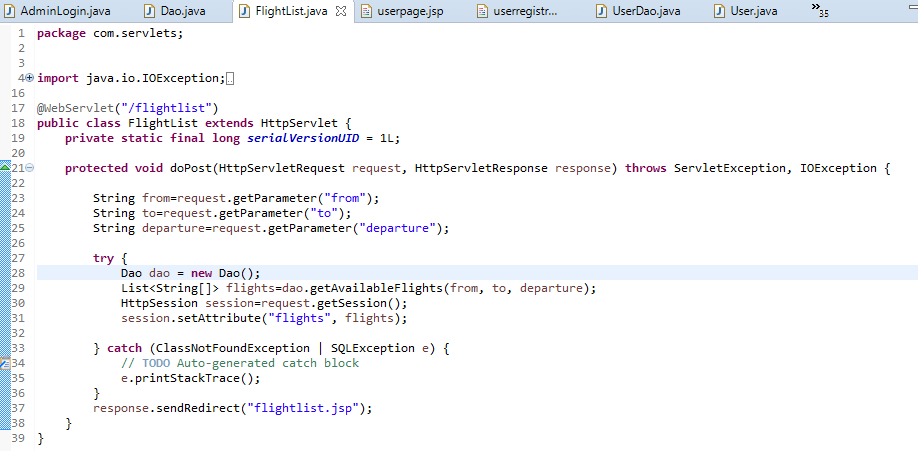 AdminLogin.java Dao.java FlightList.java userpage.jsp userregistr... UserDao.java User.java »35
1 package com.servlets;
2
3
4 import java.io.IOException;
16
17 @WebServlet("/flightlist")
18 public class FlightList extends HttpServlet {
19     private static final long serialVersionUID = 1L;
20
21     protected void doPost(HttpServletRequest request, HttpServletResponse response) throws ServletException, IOException {
22
23         String from=request.getParameter("from");
24         String to=request.getParameter("to");
25         String departure=request.getParameter("departure");
26
27         try {
28             Dao dao = new Dao();
29             List<String[]> flights=dao.getAvailableFlights(from, to, departure);
30             HttpSession session=request.getSession();
31             session.setAttribute("flights", flights);
32
33         } catch (ClassNotFoundException | SQLException e) {
34             // TODO Auto-generated catch block
35             e.printStackTrace();
36         }
37         response.sendRedirect("flightlist.jsp");
38     }
39 }